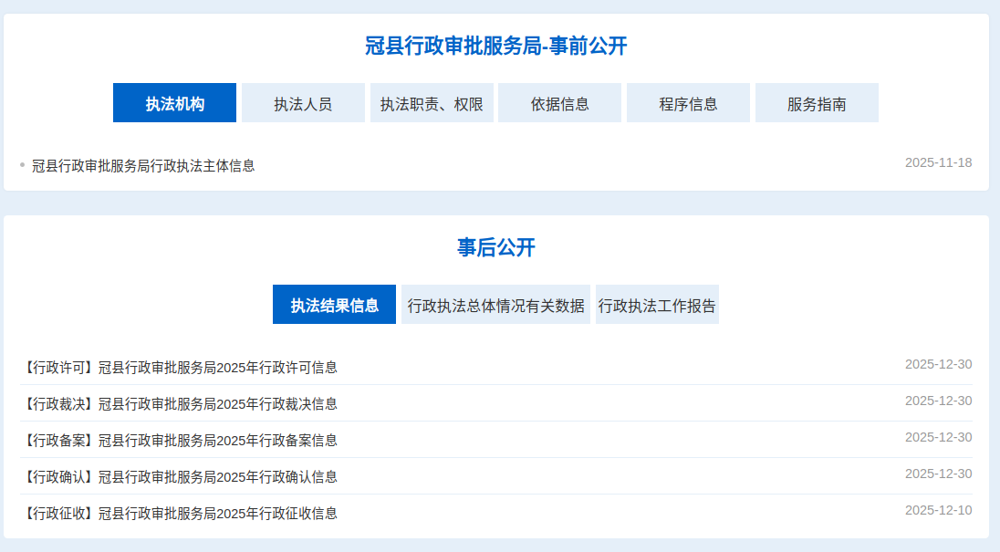 冠县行政审批服务局-事前公开
执法机构 执法人员 执法职责、权限 依据信息 程序信息 服务指南
冠县行政审批服务局行政执法主体信息 2025-11-18
事后公开
执法结果信息 行政执法总体情况有关数据 行政执法工作报告
【行政许可】冠县行政审批服务局2025年行政许可信息 2025-12-30
【行政裁决】冠县行政审批服务局2025年行政裁决信息 2025-12-30
【行政备案】冠县行政审批服务局2025年行政备案信息 2025-12-30
【行政确认】冠县行政审批服务局2025年行政确认信息 2025-12-30
【行政征收】冠县行政审批服务局2025年行政征收信息 2025-12-10